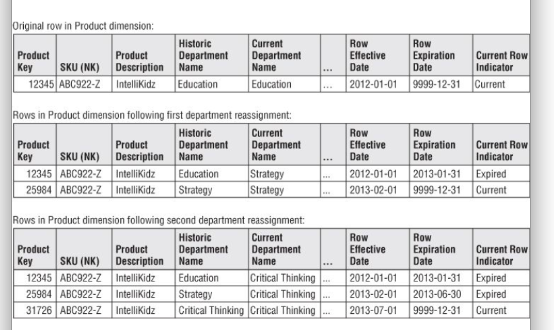 Original row in Product dimension:
Product Key SKU (NK) Product Description Historic Department Name Current Department Name ... Row Effective Date Row Expiration Date Current Row Indicator
12345 ABC922-Z IntelliKidz Education Education ... 2012-01-01 9999-12-31 Current
Rows in Product dimension following first department reassignment:
Product Key SKU (NK) Product Description Historic Department Name Current Department Name ... Row Effective Date Row Expiration Date Current Row Indicator
12345 ABC922-Z IntelliKidz Education Strategy ... 2012-01-01 2013-01-31 Expired
25984 ABC922-Z IntelliKidz Strategy Strategy ... 2013-02-01 9999-12-31 Current
Rows in Product dimension following second department reassignment:
Product Key SKU (NK) Product Description Historic Department Name Current Department Name ... Row Effective Date Row Expiration Date Current Row Indicator
12345 ABC922-Z IntelliKidz Education Critical Thinking ... 2012-01-01 2013-01-31 Expired
25984 ABC922-Z IntelliKidz Strategy Critical Thinking ... 2013-02-01 2013-06-30 Expired
31726 ABC922-Z IntelliKidz Critical Thinking Critical Thinking ... 2013-07-01 9999-12-31 Current